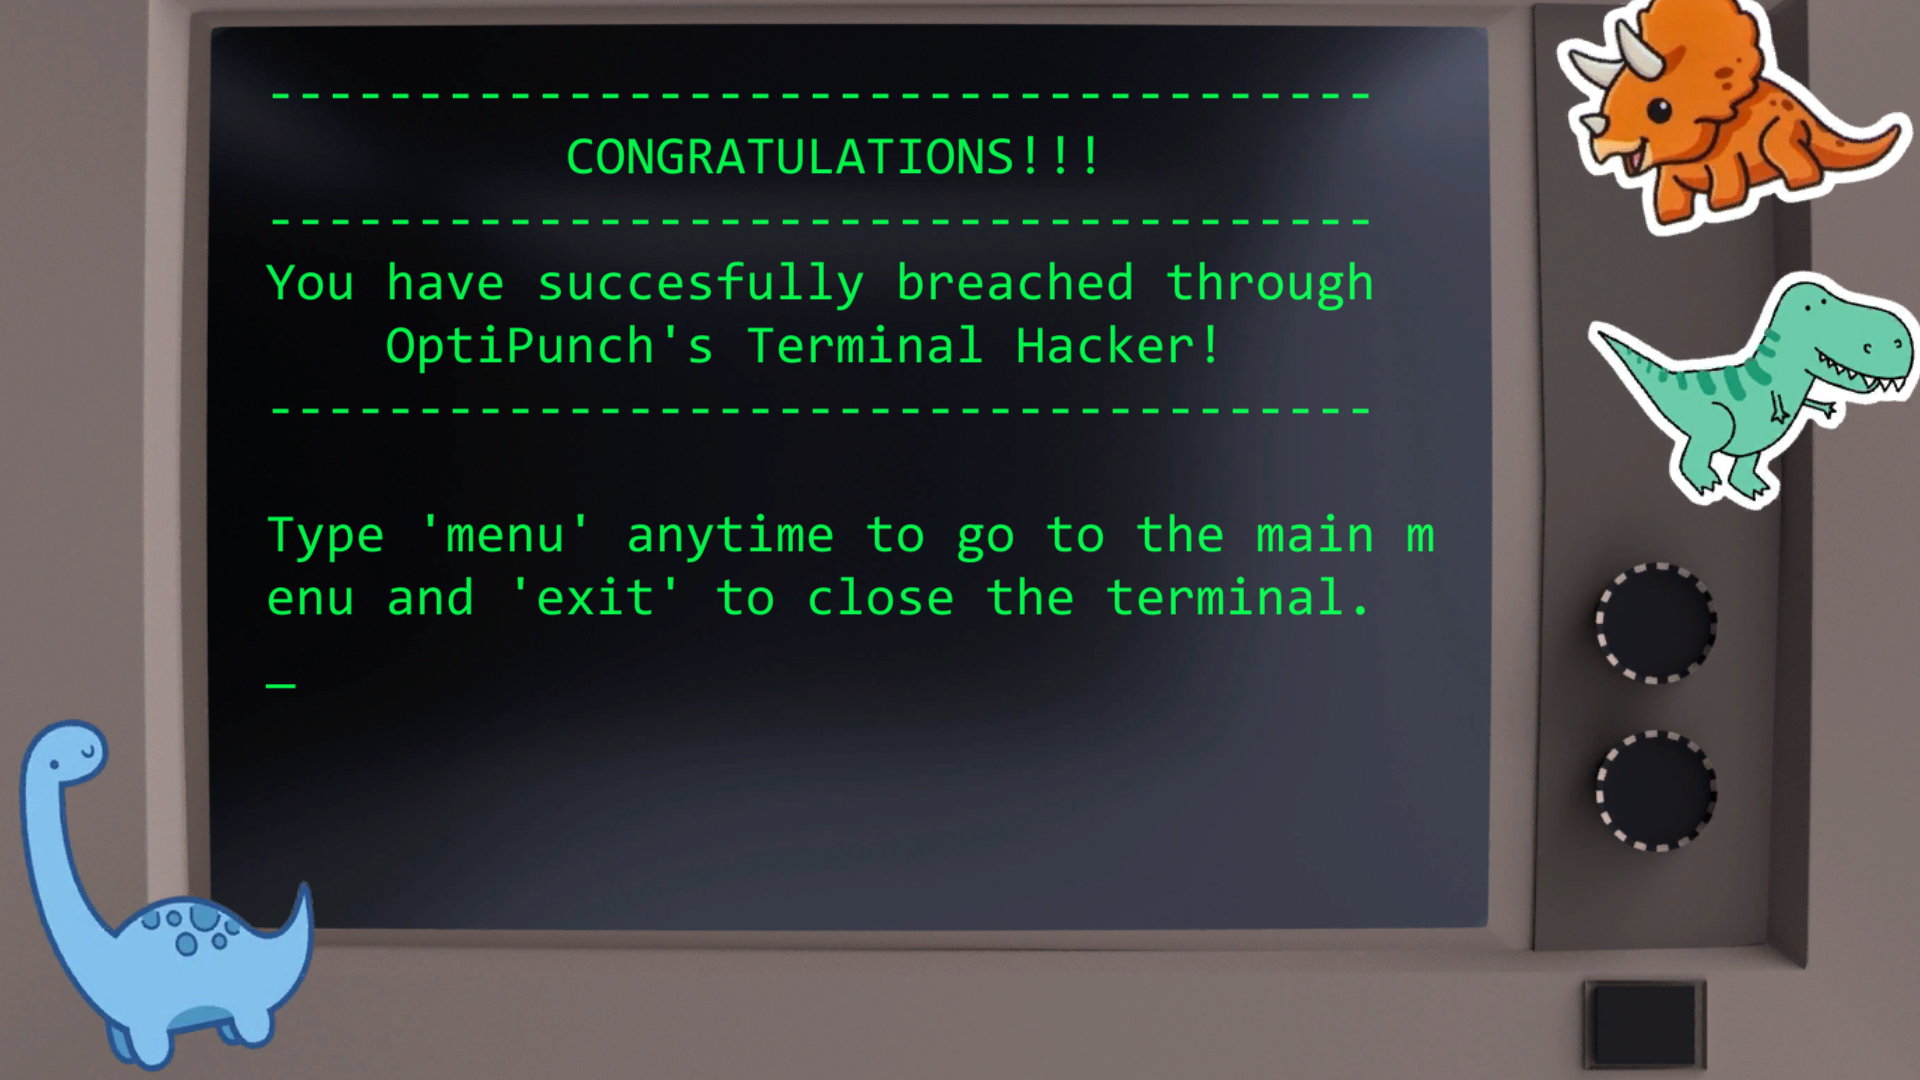 -------------------------------------
CONGRATULATIONS!!!
-------------------------------------
You have succesfully breached through
OptiPunch's Terminal Hacker!
-------------------------------------
Type 'menu' anytime to go to the main m
enu and 'exit' to close the terminal.
_